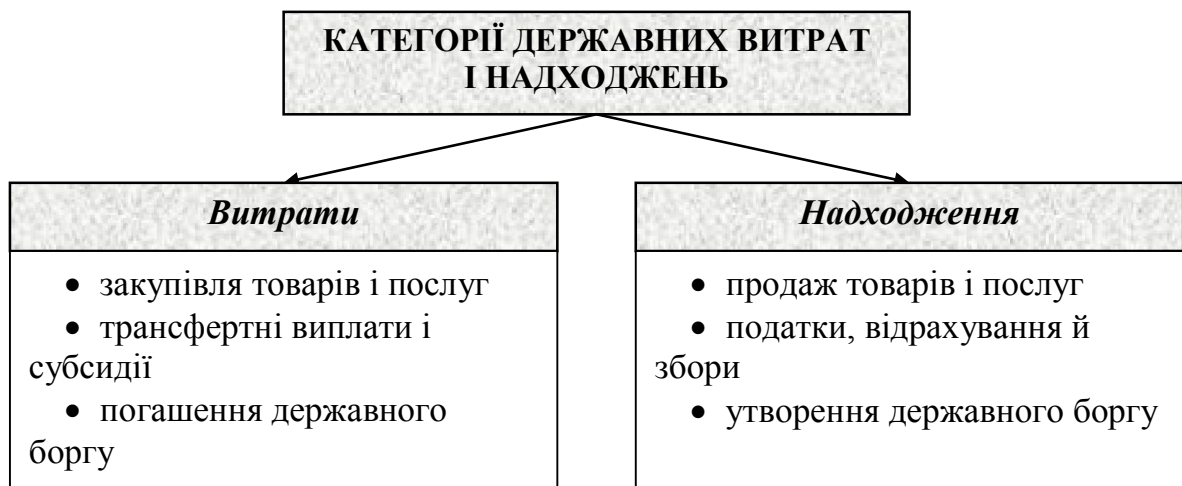 КАТЕГОРІЇ ДЕРЖАВНИХ ВИТРАТ
І НАДХОДЖЕНЬ
Витрати
• закупівля товарів і послуг
• трансфертні виплати і
субсидії
• погашення державного
боргу
Надходження
• продаж товарів і послуг
• податки, відрахування й
збори
• утворення державного боргу